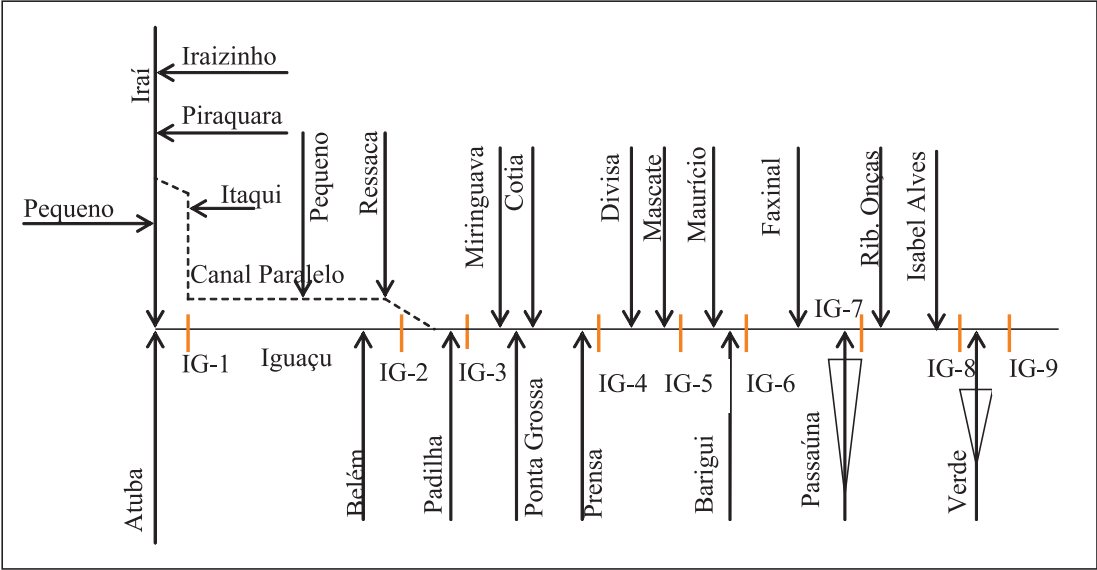 Iraí
Iraizinho
Piraquara
Itaqui
Pequeno
Pequeno
Ressaca
Canal Paralelo
Miringuava
Cotia
Divisa
Mascate
Maurício
Faxinal
Rib. Onças
Isabel Alves
IG-7
IG-1
Iguaçu
IG-2
IG-3
IG-4
IG-5
IG-6
IG-8
IG-9
Atuba
Belém
Padilha
Ponta Grossa
Prensa
Barigui
Passaúna
Verde